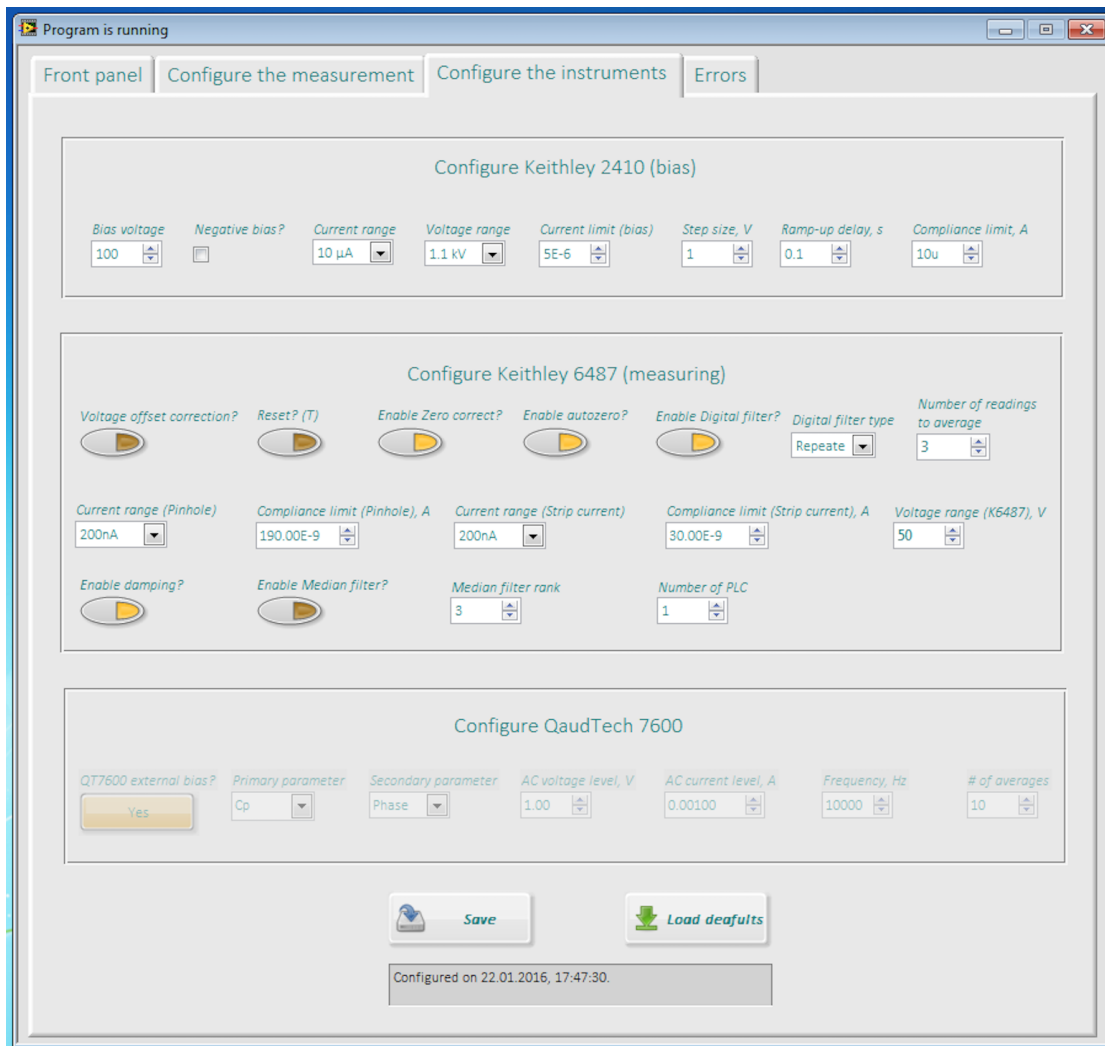 Program is running
Front panel
Configure the measurement
Configure the instruments
Errors
Configure Keithley 2410 (bias)
Bias voltage
Negative bias?
Current range
Voltage range
Current limit (bias)
Step size, V
Ramp-up delay, s
Compliance limit, A
100
10 µA
1.1 kV
5E-6
1
0.1
10u
Configure Keithley 6487 (measuring)
Voltage offset correction?
Reset? (T)
Enable Zero correct?
Enable autozero?
Enable Digital filter?
Digital filter type
Number of readings
to average
Repeate
3
Current range (Pinhole)
Compliance limit (Pinhole), A
Current range (Strip current)
Compliance limit (Strip current), A
Voltage range (K6487), V
200nA
190.00E-9
200nA
30.00E-9
50
Enable damping?
Enable Median filter?
Median filter rank
Number of PLC
3
1
Configure QaudTech 7600
QT7600 external bias?
Primary parameter
Secondary parameter
AC voltage level, V
AC current level, A
Frequency, Hz
# of averages
Yes
Cp
Phase
1.00
0.00100
10000
10
Save
Load deafults
Configured on 22.01.2016, 17:47:30.